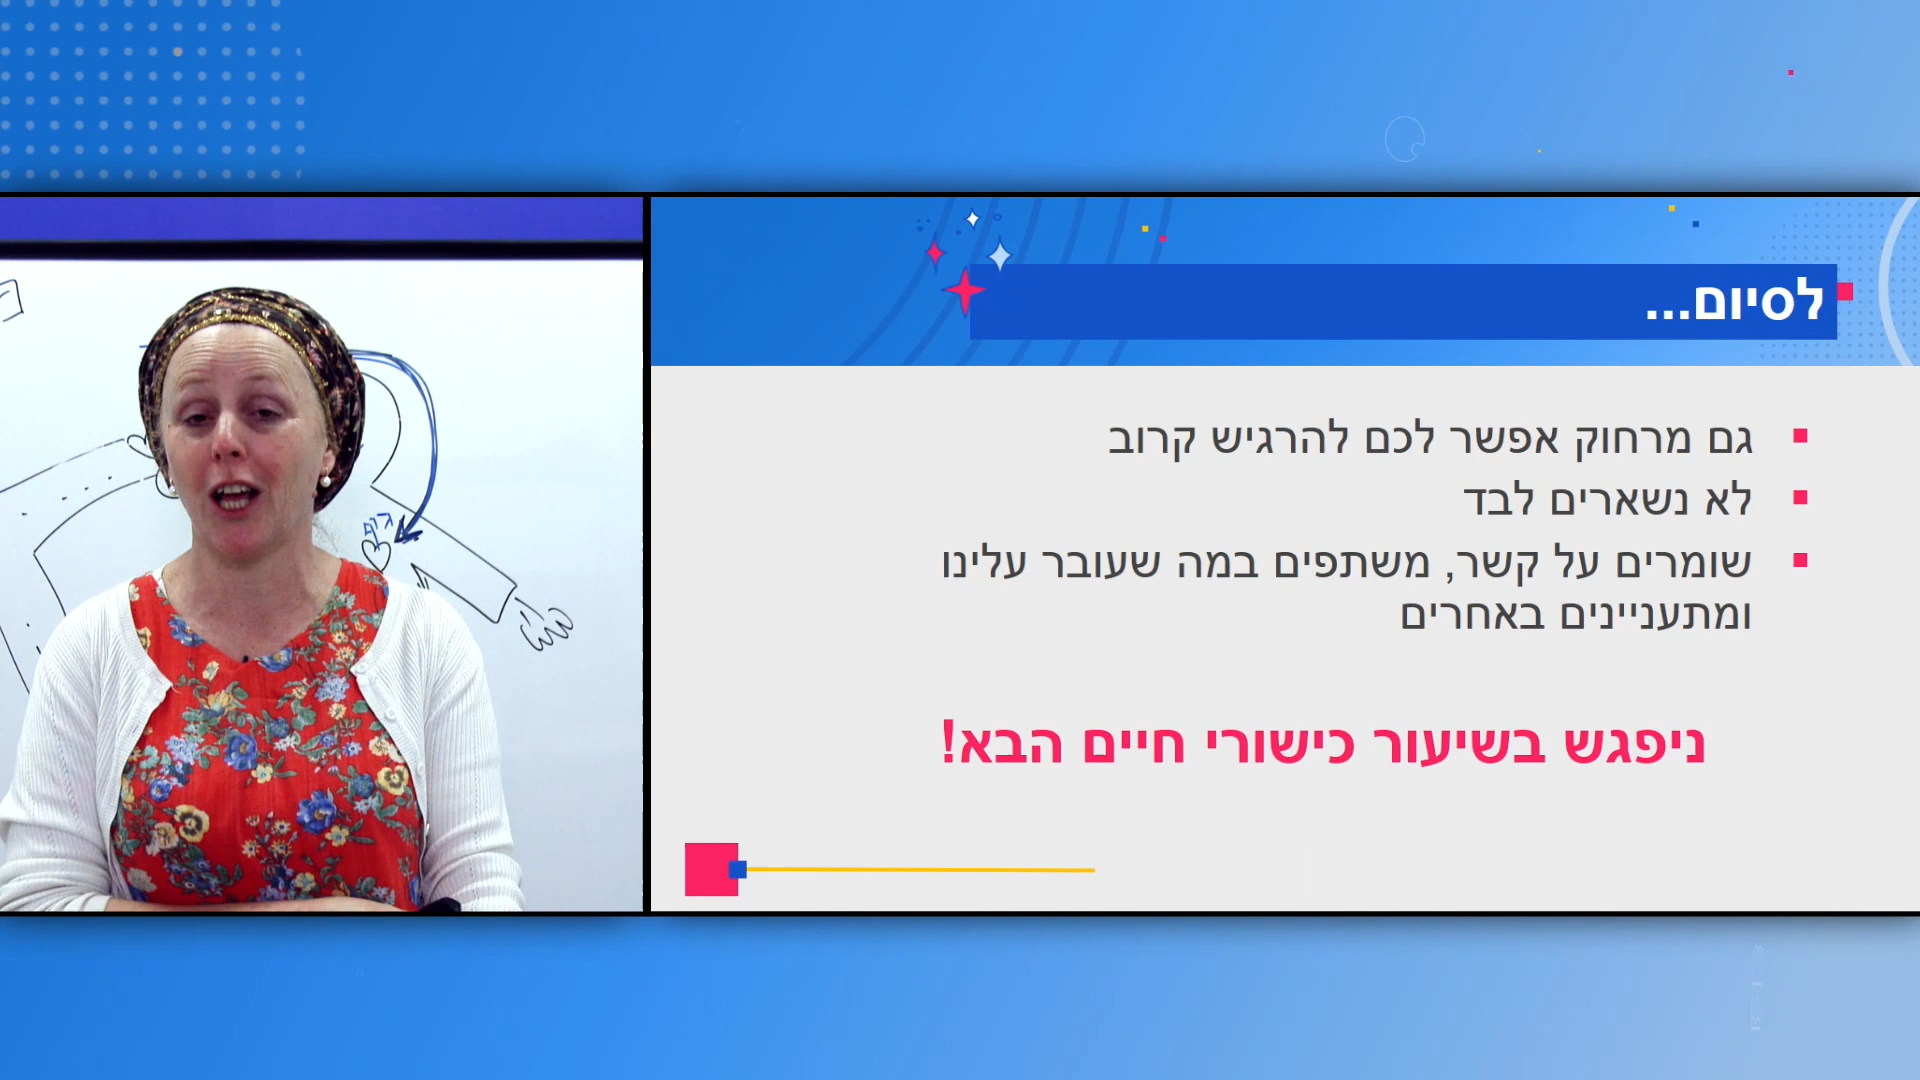 לסיום...
גם מרחוק אפשר לכם להרגיש קרוב
לא נשארים לבד
שומרים על קשר, משתפים במה שעובר עלינו
ומתעניינים באחרים
ניפגש בשיעור כישורי חיים הבא!